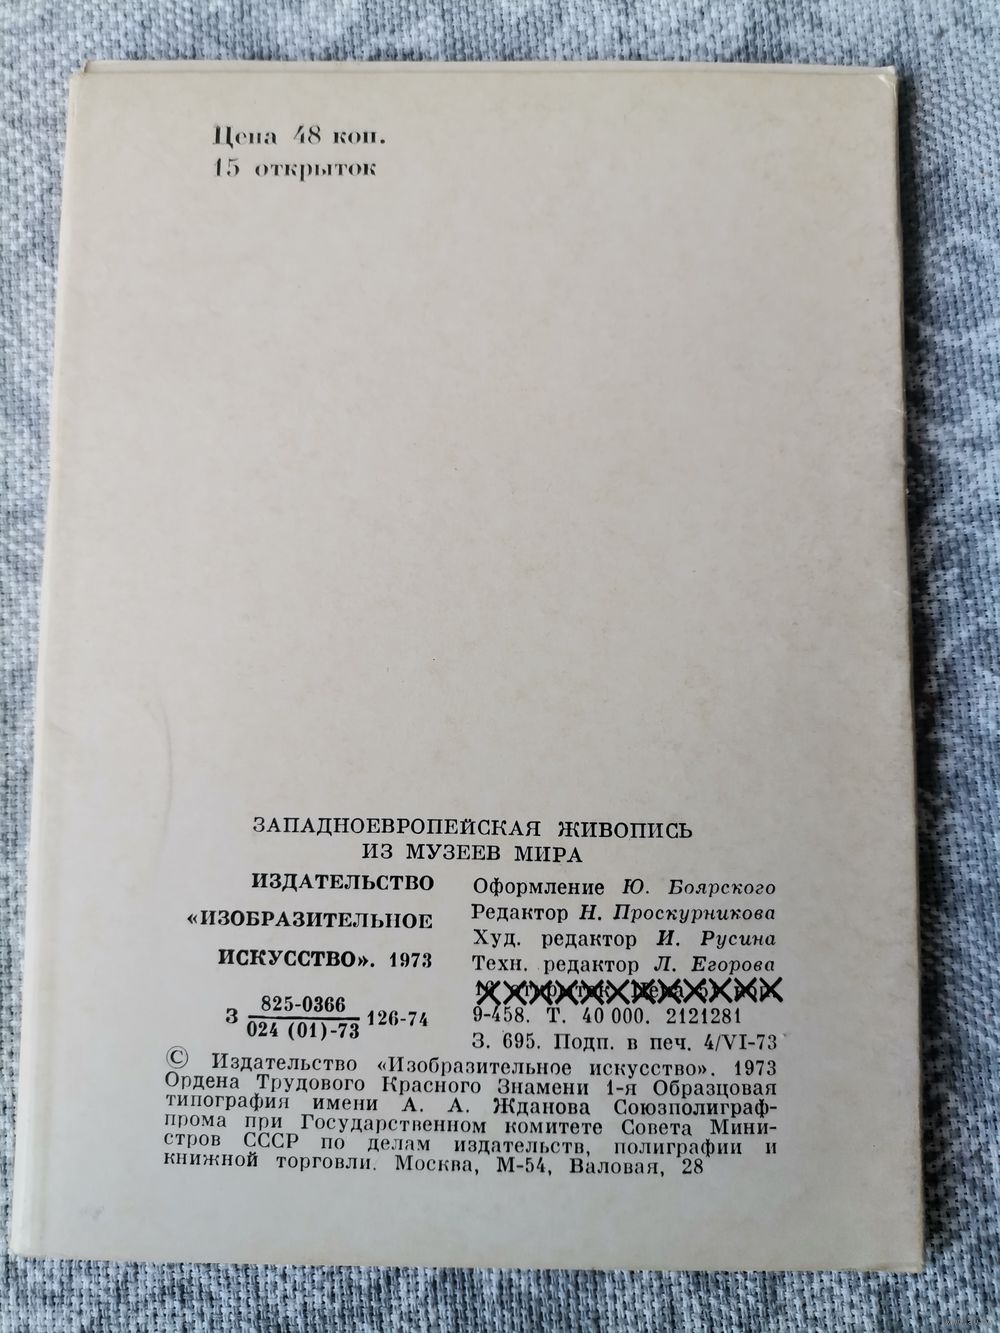 Цена 48 коп.
15 открыток
ЗАПАДНОЕВРОПЕЙСКАЯ ЖИВОПИСЬ
ИЗ МУЗЕЕВ МИРА
ИЗДАТЕЛЬСТВО
«ИЗОБРАЗИТЕЛЬНОЕ
ИСКУССТВО». 1973
З 825-0366
024 (01)-73 126-74
Оформление Ю. Боярского
Редактор Н. Проскурникова
Худ. редактор И. Русина
Техн. редактор Л. Егорова
открыток. Цена
9-458. Т. 40 000. 2121281
З. 695. Подп. в печ. 4/VI-73
© Издательство «Изобразительное искусство». 1973
Ордена Трудового Красного Знамени 1-я Образцовая
типография имени А. А. Жданова Союзполиграф-
прома при Государственном комитете Совета Мини-
стров СССР по делам издательств, полиграфии и
книжной торговли. Москва, М-54, Валовая, 28